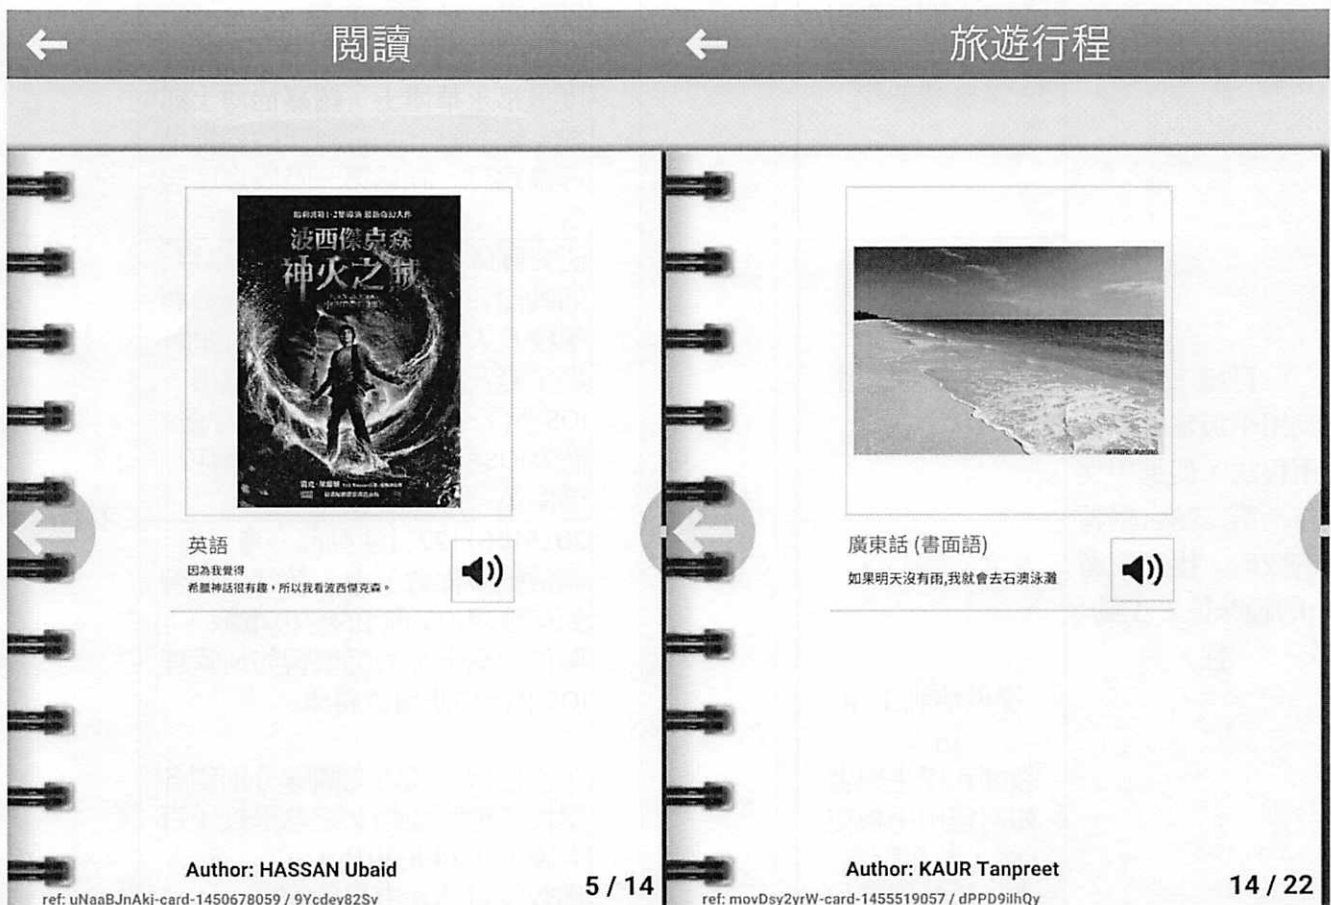 閱讀
波西傑克森
神火之賊
英語
因為我覺得
希臘神話很有趣，所以我看波西傑克森。
Author: HASSAN Ubaid
5 / 14
ref: uNaaBJnAki-card-1450678059 / 9Ycdey82Sv
旅遊行程
廣東話 (書面語)
如果明天沒有雨,我就會去石澳泳灘
Author: KAUR Tanpreet
14 / 22
ref: movDsy2yrW-card-1455519057 / dPPD9ilhQy